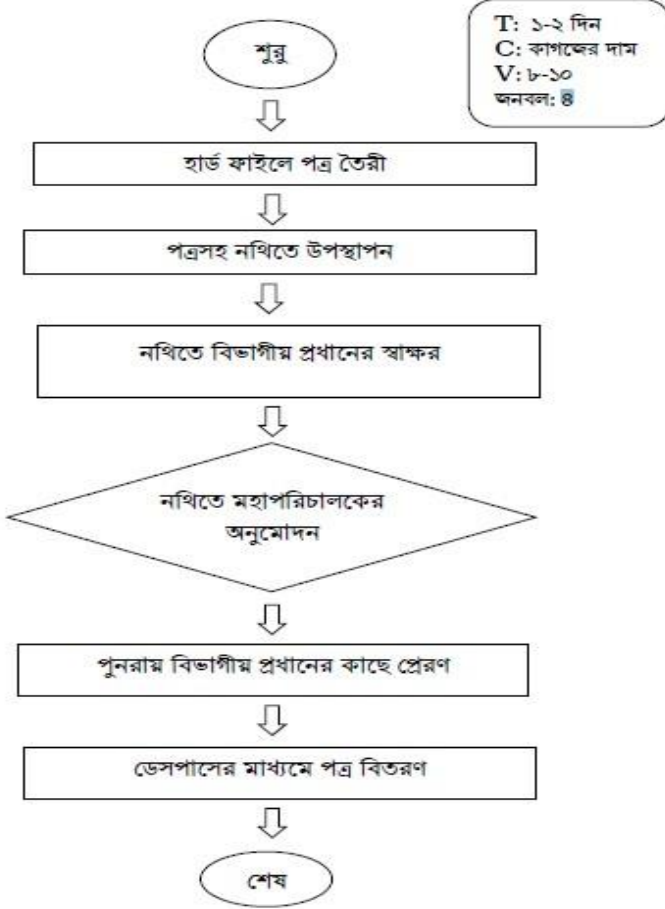 T: ১-২ দিন
C: কাগজের দাম
V: ৮-১০
জনবল: ৪
শুরু
হার্ড ফাইলে পত্র তৈরী
পত্রসহ নথিতে উপস্থাপন
নথিতে বিভাগীয় প্রধানের স্বাক্ষর
নথিতে মহাপরিচালকের
অনুমোদন
পুনরায় বিভাগীয় প্রধানের কাছে প্রেরণ
ডেসপাসের মাধ্যমে পত্র বিতরণ
শেষ